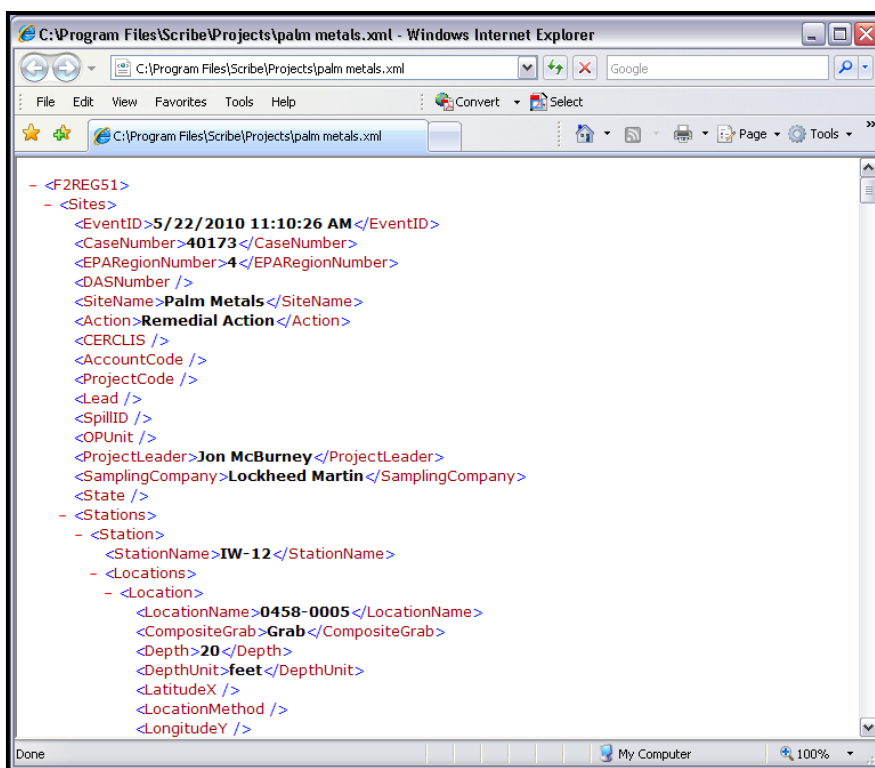 C:\Program Files\Scribe\Projects\palm metals.xml - Windows Internet Explorer
C:\Program Files\Scribe\Projects\palm metals.xml Google
File Edit View Favorites Tools Help Convert Select
C:\Program Files\Scribe\Projects\palm metals.xml Page Tools »
- <F2REG51>
- <Sites>
<EventID>5/22/2010 11:10:26 AM</EventID>
<CaseNumber>40173</CaseNumber>
<EPARegionNumber>4</EPARegionNumber>
<DASNumber />
<SiteName>Palm Metals</SiteName>
<Action>Remedial Action</Action>
<CERCLIS />
<AccountCode />
<ProjectCode />
<Lead />
<SpillID />
<OPUnit />
<ProjectLeader>Jon McBurney</ProjectLeader>
<SamplingCompany>Lockheed Martin</SamplingCompany>
<State />
- <Stations>
- <Station>
<StationName>IW-12</StationName>
- <Locations>
- <Location>
<LocationName>0458-0005</LocationName>
<CompositeGrab>Grab</CompositeGrab>
<Depth>20</Depth>
<DepthUnit>feet</DepthUnit>
<LatitudeX />
<LocationMethod />
<LongitudeY />
Done My Computer 100%